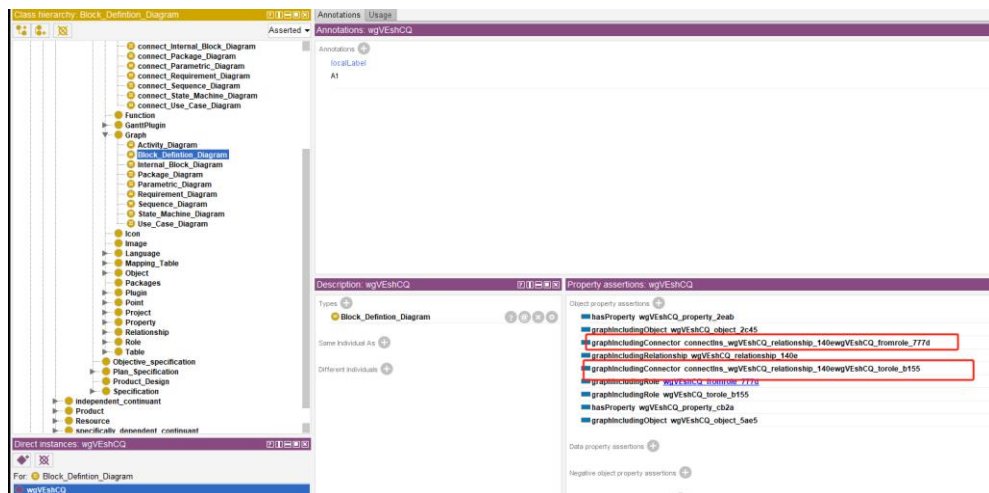 Class hierarchy: Block_Defintion_Diagram
Asserted
connect_Internal_Block_Diagram
connect_Package_Diagram
connect_Parametric_Diagram
connect_Requirement_Diagram
connect_Sequence_Diagram
connect_State_Machine_Diagram
connect_Use_Case_Diagram
Function
GanttPlugin
Graph
Activity_Diagram
Block_Defintion_Diagram
Internal_Block_Diagram
Package_Diagram
Parametric_Diagram
Requirement_Diagram
Sequence_Diagram
State_Machine_Diagram
Use_Case_Diagram
Icon
Image
Language
Mapping_Table
Object
Packages
Plugin
Point
Project
Property
Relationship
Role
Table
Objective_specification
Plan_Specification
Product_Design
Specification
independent_continuant
Product
Resource
specifically_dependent_continuant
Direct instances: wgVEshCQ
For: Block_Defintion_Diagram
wgVEshCQ
Annotations Usage
Annotations: wgVEshCQ
Annotations
localLabel
A1
Description: wgVEshCQ
Types
Block_Defintion_Diagram
Same Individual As
Different Individuals
Property assertions: wgVEshCQ
Object property assertions
hasProperty wgVEshCQ_property_2eab
graphIncludingObject wgVEshCQ_object_2c45
graphIncludingConnector connectIns_wgVEshCQ_relationship_140ewgVEshCQ_fromrole_777d
graphIncludingRelationship wgVEshCQ_relationship_140e
graphIncludingConnector connectIns_wgVEshCQ_relationship_140ewgVEshCQ_torole_b155
graphIncludingRole wgVEshCQ_fromrole_777d
graphIncludingRole wgVEshCQ_torole_b155
hasProperty wgVEshCQ_property_cb2a
graphIncludingObject wgVEshCQ_object_5ae5
Data property assertions
Negative object property assertions